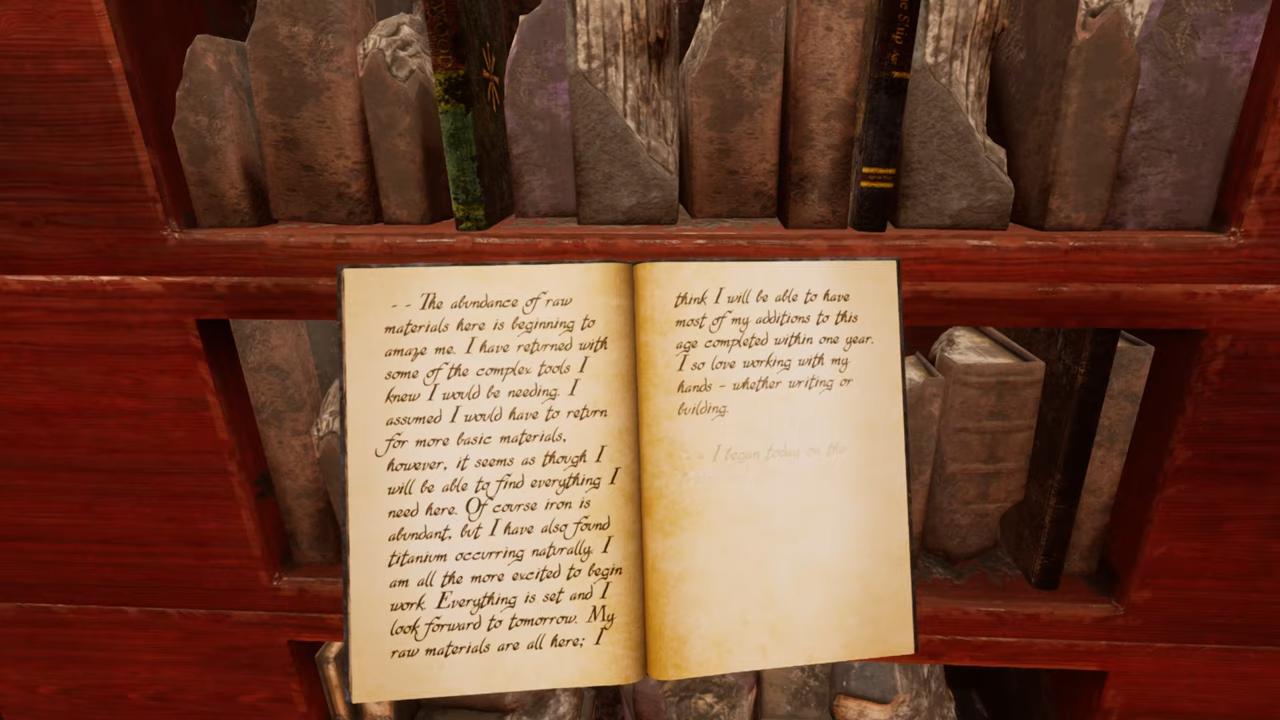 The Ship
- - The abundance of raw
materials here is beginning to
amaze me. I have returned with
some of the complex tools I
knew I would be needing. I
assumed I would have to return
for more basic materials,
however, it seems as though I
will be able to find everything I
need here. Of course iron is
abundant, but I have also found
titanium occurring naturally. I
am all the more excited to begin
work. Everything is set and I
look forward to tomorrow. My
raw materials are all here; I
think I will be able to have
most of my additions to this
age completed within one year.
I so love working with my
hands - whether writing or
building.
- - I began today on the